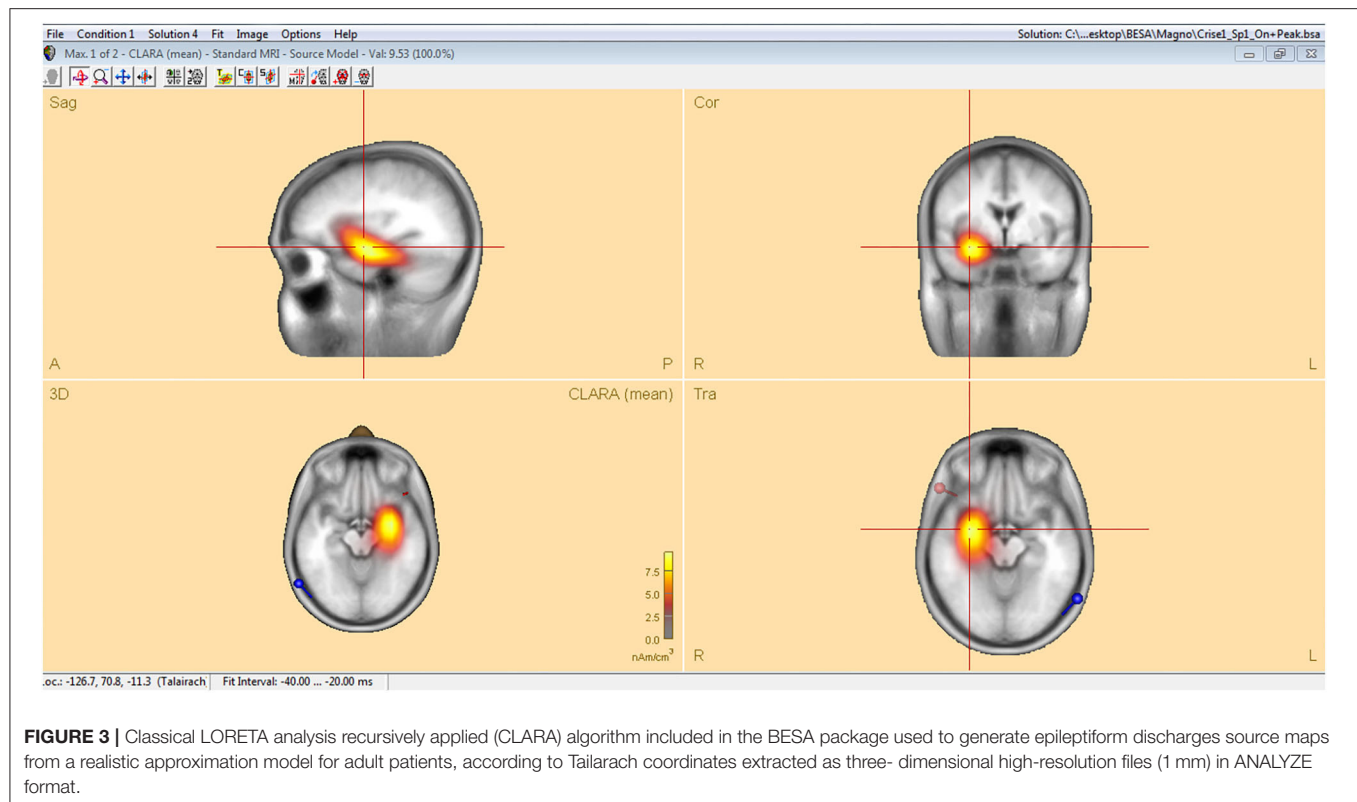 File Condition 1 Solution 4 Fit Image Options Help Solution: C:\...esktop\BESA\Magno\Crise1_Sp1_On+Peak.bsa
Max. 1 of 2 - CLARA (mean) - Standard MRI - Source Model - Val: 9.53 (100.0%)
Sag
Cor
A
P
R
L
3D
CLARA (mean)
Tra
7.5
5.0
2.5
0.0
nAm/cm³
R
L
.oc.: -126.7, 70.8, -11.3 (Talairach Fit Interval: -40.00 ... -20.00 ms
FIGURE 3 | Classical LORETA analysis recursively applied (CLARA) algorithm included in the BESA package used to generate epileptiform discharges source maps
from a realistic approximation model for adult patients, according to Tailarach coordinates extracted as three- dimensional high-resolution files (1 mm) in ANALYZE
format.